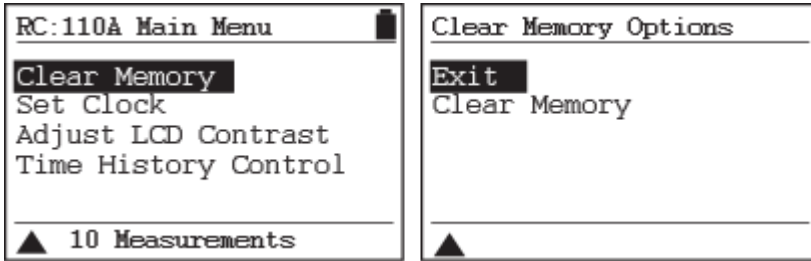 RC:110A Main Menu
Clear Memory
Set Clock
Adjust LCD Contrast
Time History Control
10 Measurements
Clear Memory Options
Exit
Clear Memory